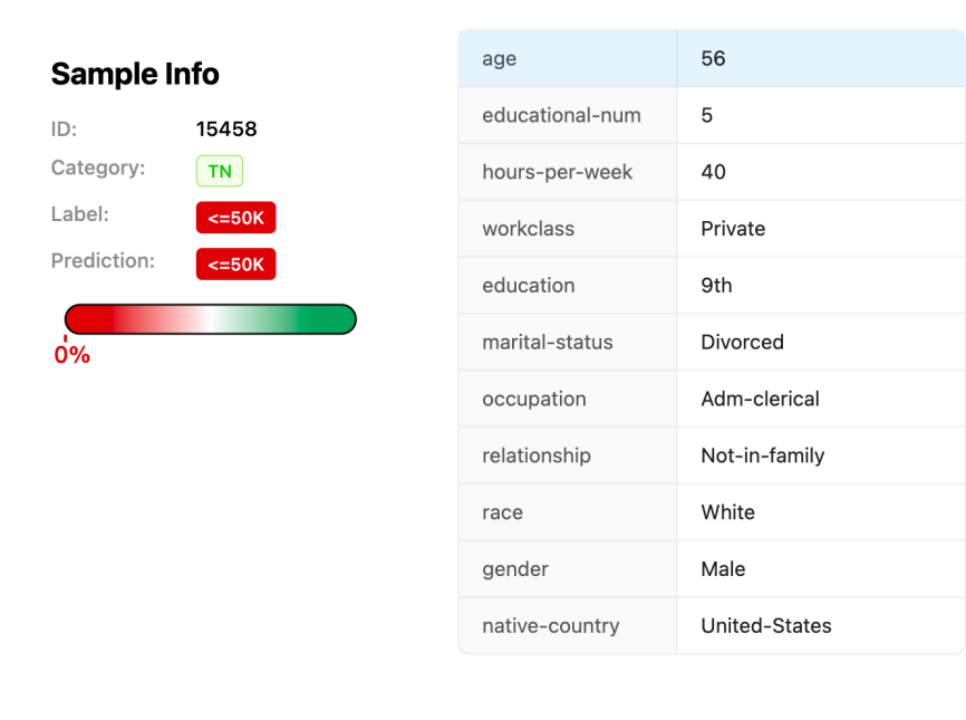 Sample Info
ID: 15458
Category: TN
Label: <=50K
Prediction: <=50K
0%
age 56
educational-num 5
hours-per-week 40
workclass Private
education 9th
marital-status Divorced
occupation Adm-clerical
relationship Not-in-family
race White
gender Male
native-country United-States